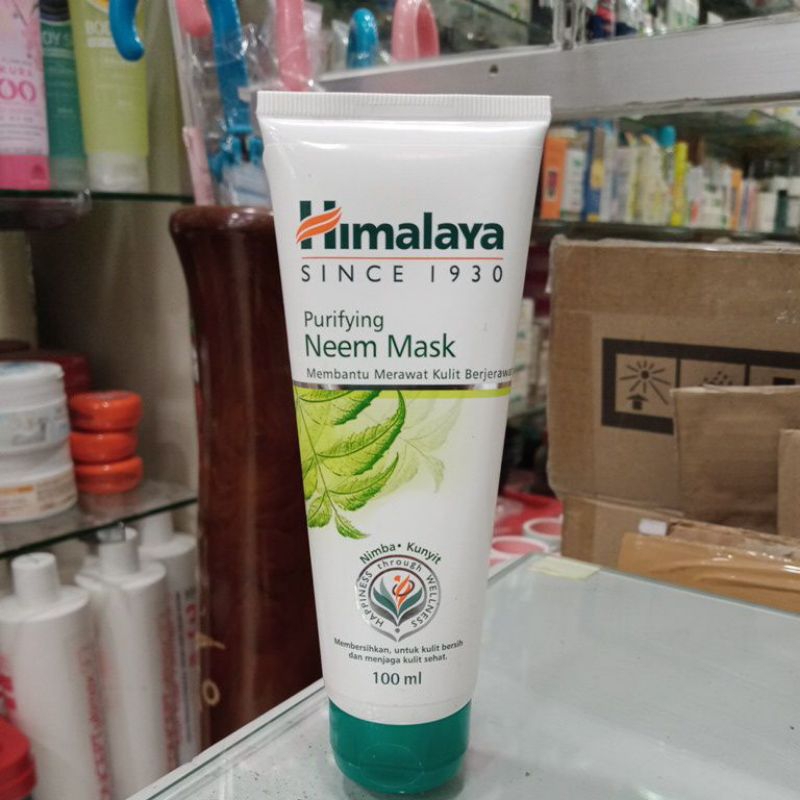 Himalaya
SINCE 1930
Purifying
Neem Mask
Membantu Merawat Kulit Berjerawa
Nimba • Kunyit
HAPPINESS through WELLNESS
Membersihkan, untuk kulit bersih
dan menjaga kulit sehat.
100 ml